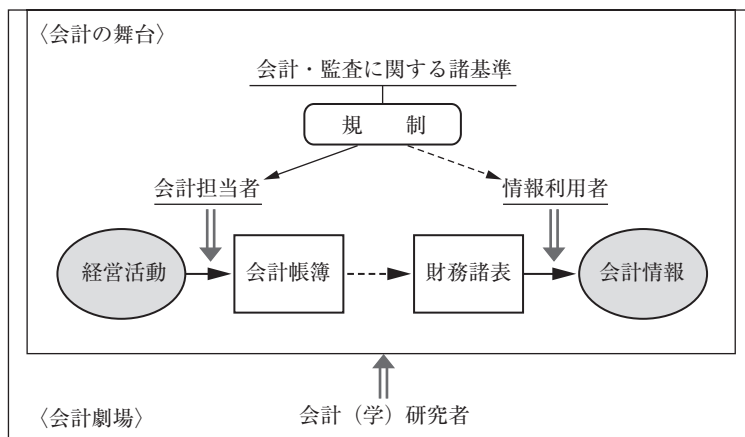 〈会計の舞台〉
会計・監査に関する諸基準
規　　制
会計担当者
情報利用者
経営活動
会計帳簿
財務諸表
会計情報
〈会計劇場〉
会計（学）研究者